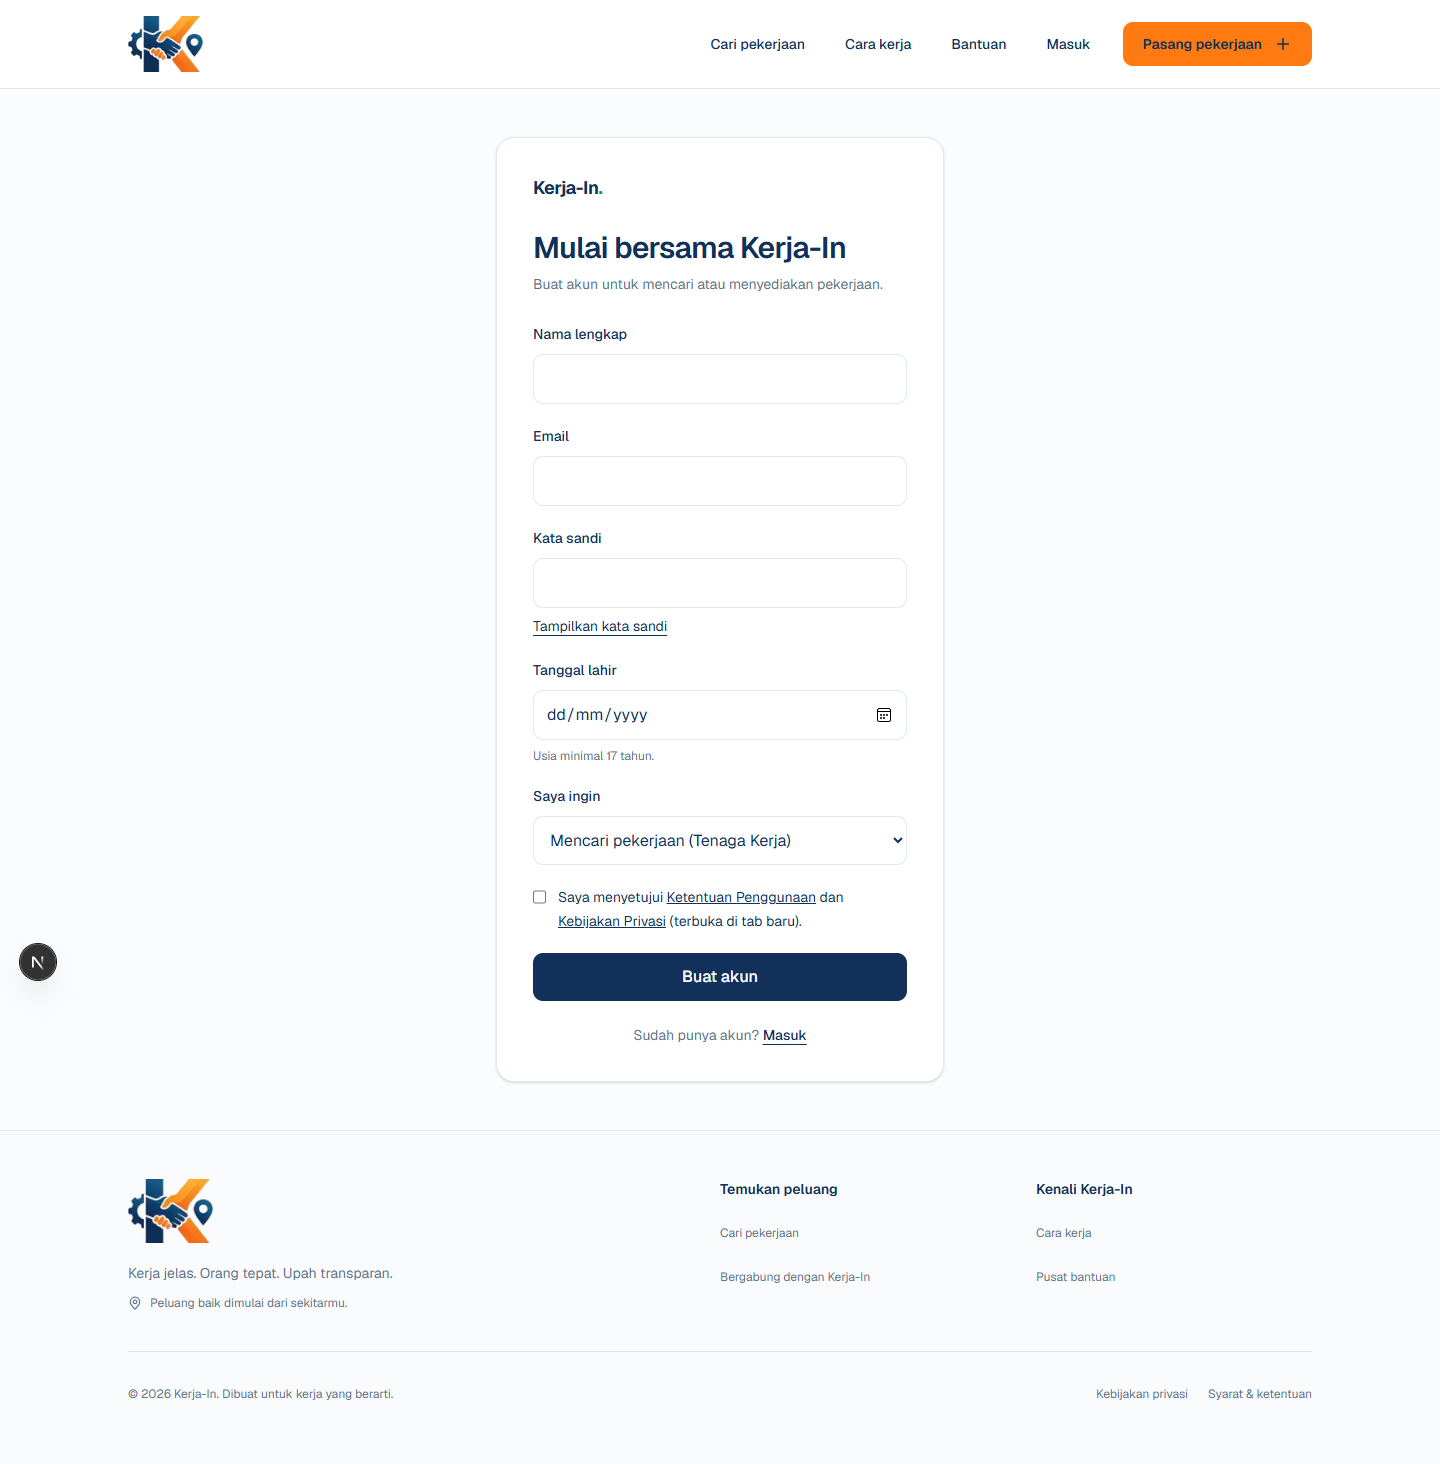 Cari pekerjaan
Cara kerja
Bantuan
Masuk
Pasang pekerjaan
Kerja-In.
Mulai bersama Kerja-In
Buat akun untuk mencari atau menyediakan pekerjaan.
Nama lengkap
Email
Kata sandi
Tampilkan kata sandi
Tanggal lahir
dd/mm/yyyy
Usia minimal 17 tahun.
Saya ingin
Mencari pekerjaan (Tenaga Kerja)
Saya menyetujui Ketentuan Penggunaan dan
Kebijakan Privasi (terbuka di tab baru).
N
Buat akun
Sudah punya akun? Masuk
Kerja jelas. Orang tepat. Upah transparan.
Peluang baik dimulai dari sekitarmu.
Temukan peluang
Cari pekerjaan
Bergabung dengan Kerja-In
Kenali Kerja-In
Cara kerja
Pusat bantuan
© 2026 Kerja-In. Dibuat untuk kerja yang berarti.
Kebijakan privasi
Syarat & ketentuan